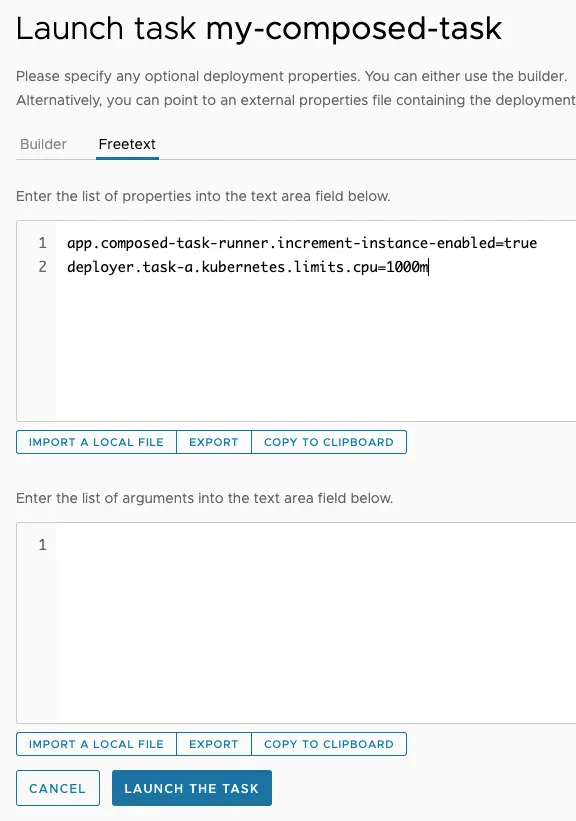 Launch task my-composed-task
Please specify any optional deployment properties. You can either use the builder.
Alternatively, you can point to an external properties file containing the deployment
Builder Freetext
Enter the list of properties into the text area field below.
1 app.composed-task-runner.increment-instance-enabled=true
2 deployer.task-a.kubernetes.limits.cpu=1000m
IMPORT A LOCAL FILE EXPORT COPY TO CLIPBOARD
Enter the list of arguments into the text area field below.
1
IMPORT A LOCAL FILE EXPORT COPY TO CLIPBOARD
CANCEL LAUNCH THE TASK